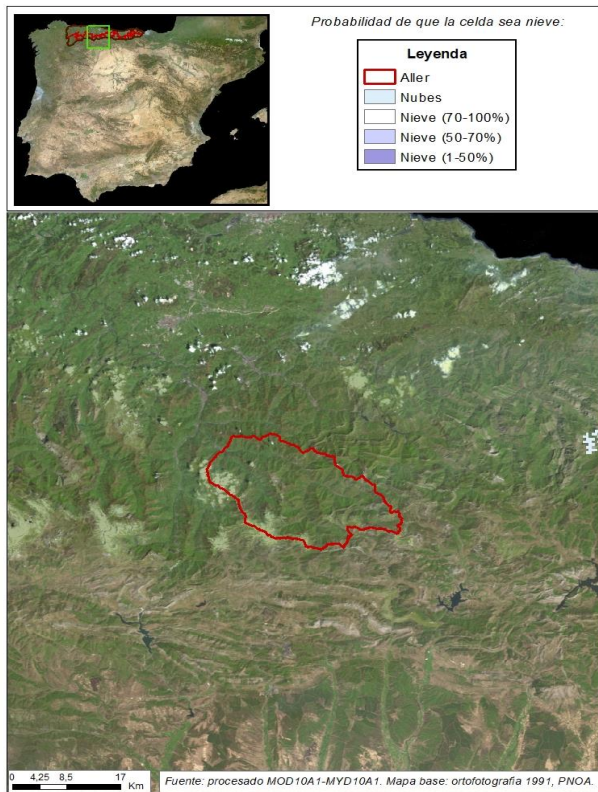 Probabilidad de que la celda sea nieve:
Leyenda
Aller
Nubes
Nieve (70-100%)
Nieve (50-70%)
Nieve (1-50%)
0 4,25 8,5 17
Km
Fuente: procesado MOD10A1-MYD10A1. Mapa base: ortofotografia 1991, PNOA.